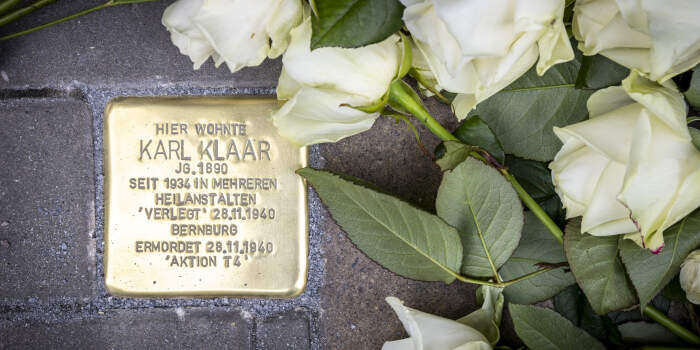 HIER WOHNTE
KARL KLAAR
JG. 1890
SEIT 1934 IN MEHREREN
HEILANSTALTEN
'VERLEGT' 28.11.1940
BERNBURG
ERMORDET 28.11.1940
'AKTION T4'